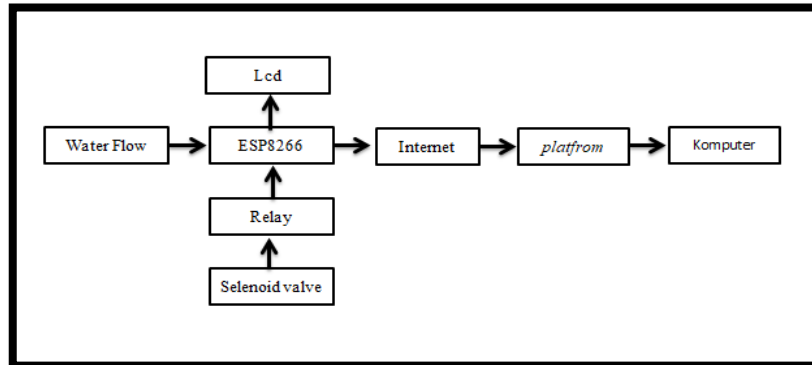 Lcd
Water Flow
ESP8266
Internet
platfrom
Komputer
Relay
Selenoid valve